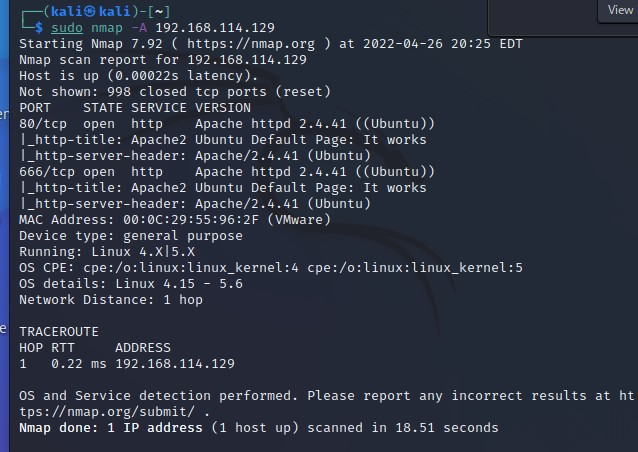 View
┌──(kali㉿kali)-[~]
└─$ sudo nmap -A 192.168.114.129
Starting Nmap 7.92 ( https://nmap.org ) at 2022-04-26 20:25 EDT
Nmap scan report for 192.168.114.129
Host is up (0.00022s latency).
Not shown: 998 closed tcp ports (reset)
PORT    STATE SERVICE VERSION
80/tcp  open  http    Apache httpd 2.4.41 ((Ubuntu))
|_http-title: Apache2 Ubuntu Default Page: It works
|_http-server-header: Apache/2.4.41 (Ubuntu)
666/tcp open  http    Apache httpd 2.4.41 ((Ubuntu))
|_http-title: Apache2 Ubuntu Default Page: It works
|_http-server-header: Apache/2.4.41 (Ubuntu)
MAC Address: 00:0C:29:55:96:2F (VMware)
Device type: general purpose
Running: Linux 4.X|5.X
OS CPE: cpe:/o:linux:linux_kernel:4 cpe:/o:linux:linux_kernel:5
OS details: Linux 4.15 - 5.6
Network Distance: 1 hop
TRACEROUTE
HOP RTT     ADDRESS
1   0.22 ms 192.168.114.129
OS and Service detection performed. Please report any incorrect results at ht
tps://nmap.org/submit/ .
Nmap done: 1 IP address (1 host up) scanned in 18.51 seconds